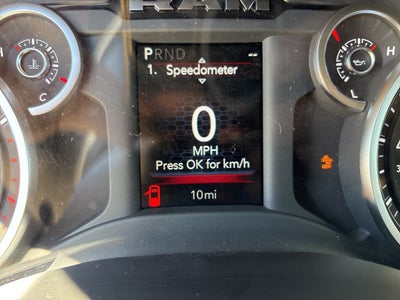 RAM
PRND --
1. Speedometer
H
H
C
L
0
MPH
Press OK for km/h
10mi